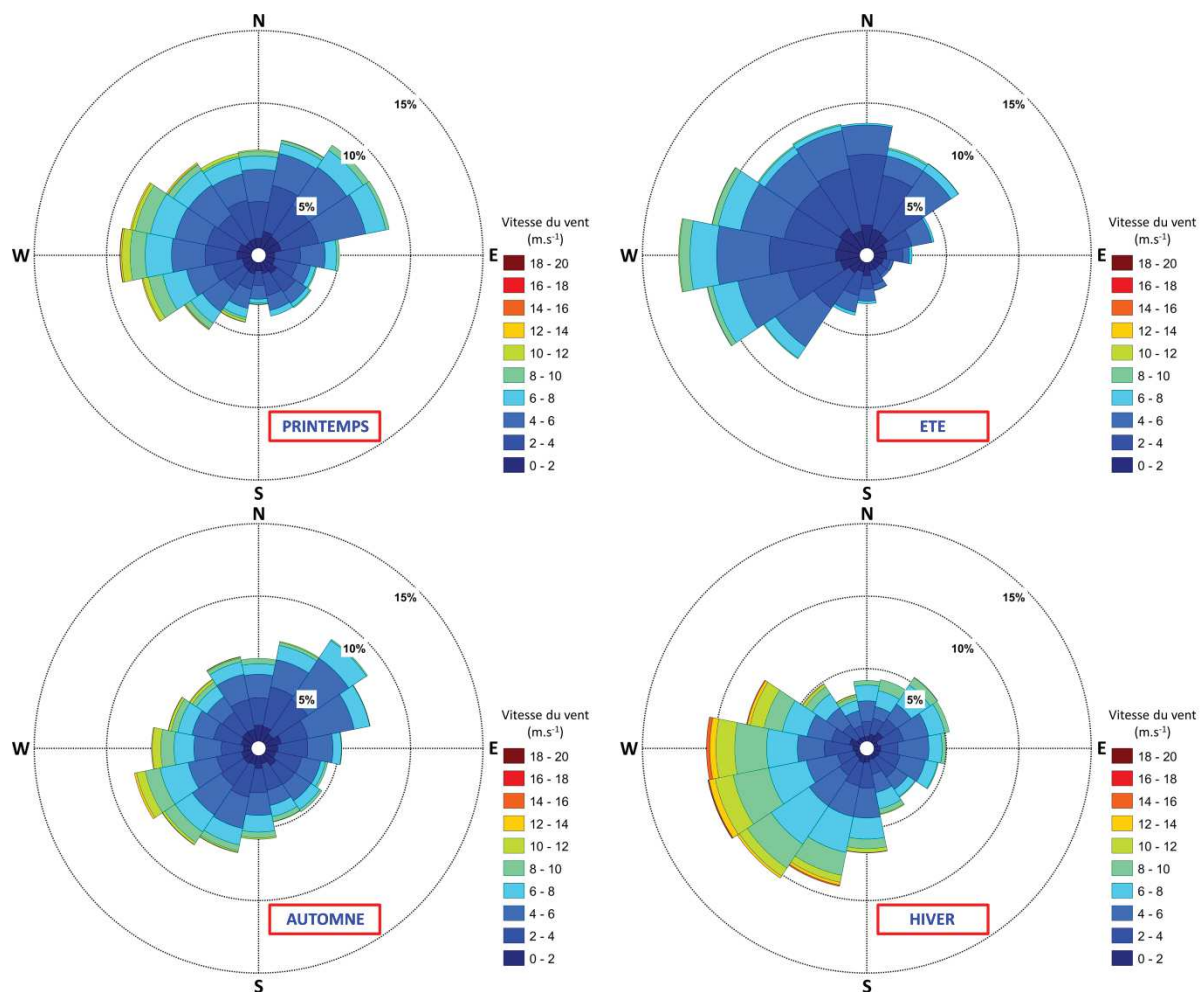 N
15%
10%
5%
W
E
S
PRINTEMPS
Vitesse du vent
(m.s⁻¹)
18 - 20
16 - 18
14 - 16
12 - 14
10 - 12
8 - 10
6 - 8
4 - 6
2 - 4
0 - 2
N
15%
10%
5%
W
E
S
ETE
Vitesse du vent
(m.s⁻¹)
18 - 20
16 - 18
14 - 16
12 - 14
10 - 12
8 - 10
6 - 8
4 - 6
2 - 4
0 - 2
N
15%
10%
5%
W
E
S
AUTOMNE
Vitesse du vent
(m.s⁻¹)
18 - 20
16 - 18
14 - 16
12 - 14
10 - 12
8 - 10
6 - 8
4 - 6
2 - 4
0 - 2
N
15%
10%
5%
W
E
S
HIVER
Vitesse du vent
(m.s⁻¹)
18 - 20
16 - 18
14 - 16
12 - 14
10 - 12
8 - 10
6 - 8
4 - 6
2 - 4
0 - 2